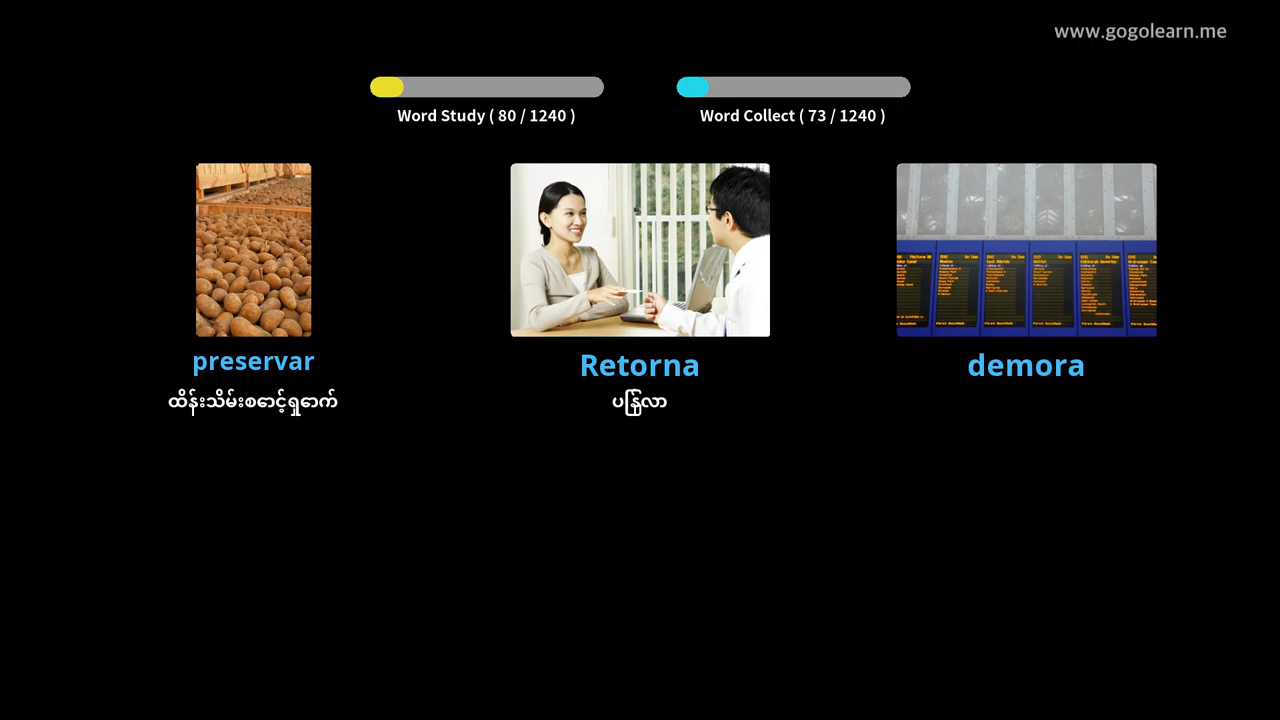 www.gogolearn.me
Word Study ( 80 / 1240 )
Word Collect ( 73 / 1240 )
preservar
Retorna
demora
ထိန်းသိမ်းစောင့်ရှောက်
ပြန်လာ